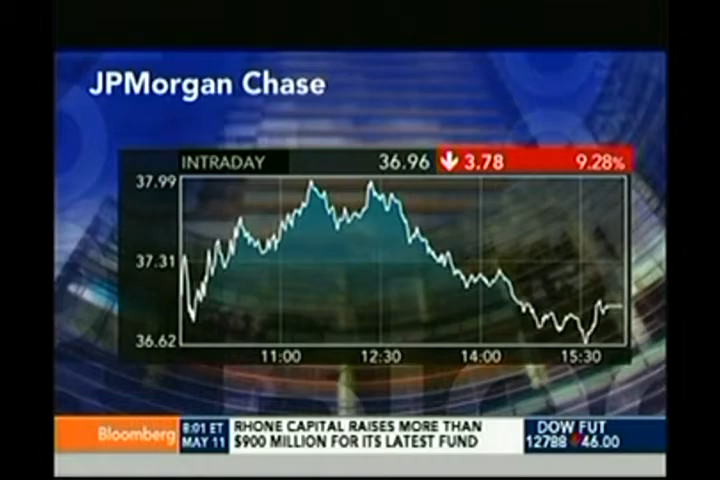 JPMorgan Chase
INTRADAY 36.96 3.78 9.28%
37.99
37.31
36.62
11:00 12:30 14:00 15:30
Bloomberg
8:01 ET
MAY 11
RHONE CAPITAL RAISES MORE THAN
$900 MILLION FOR ITS LATEST FUND
DOW FUT
12788 46.00